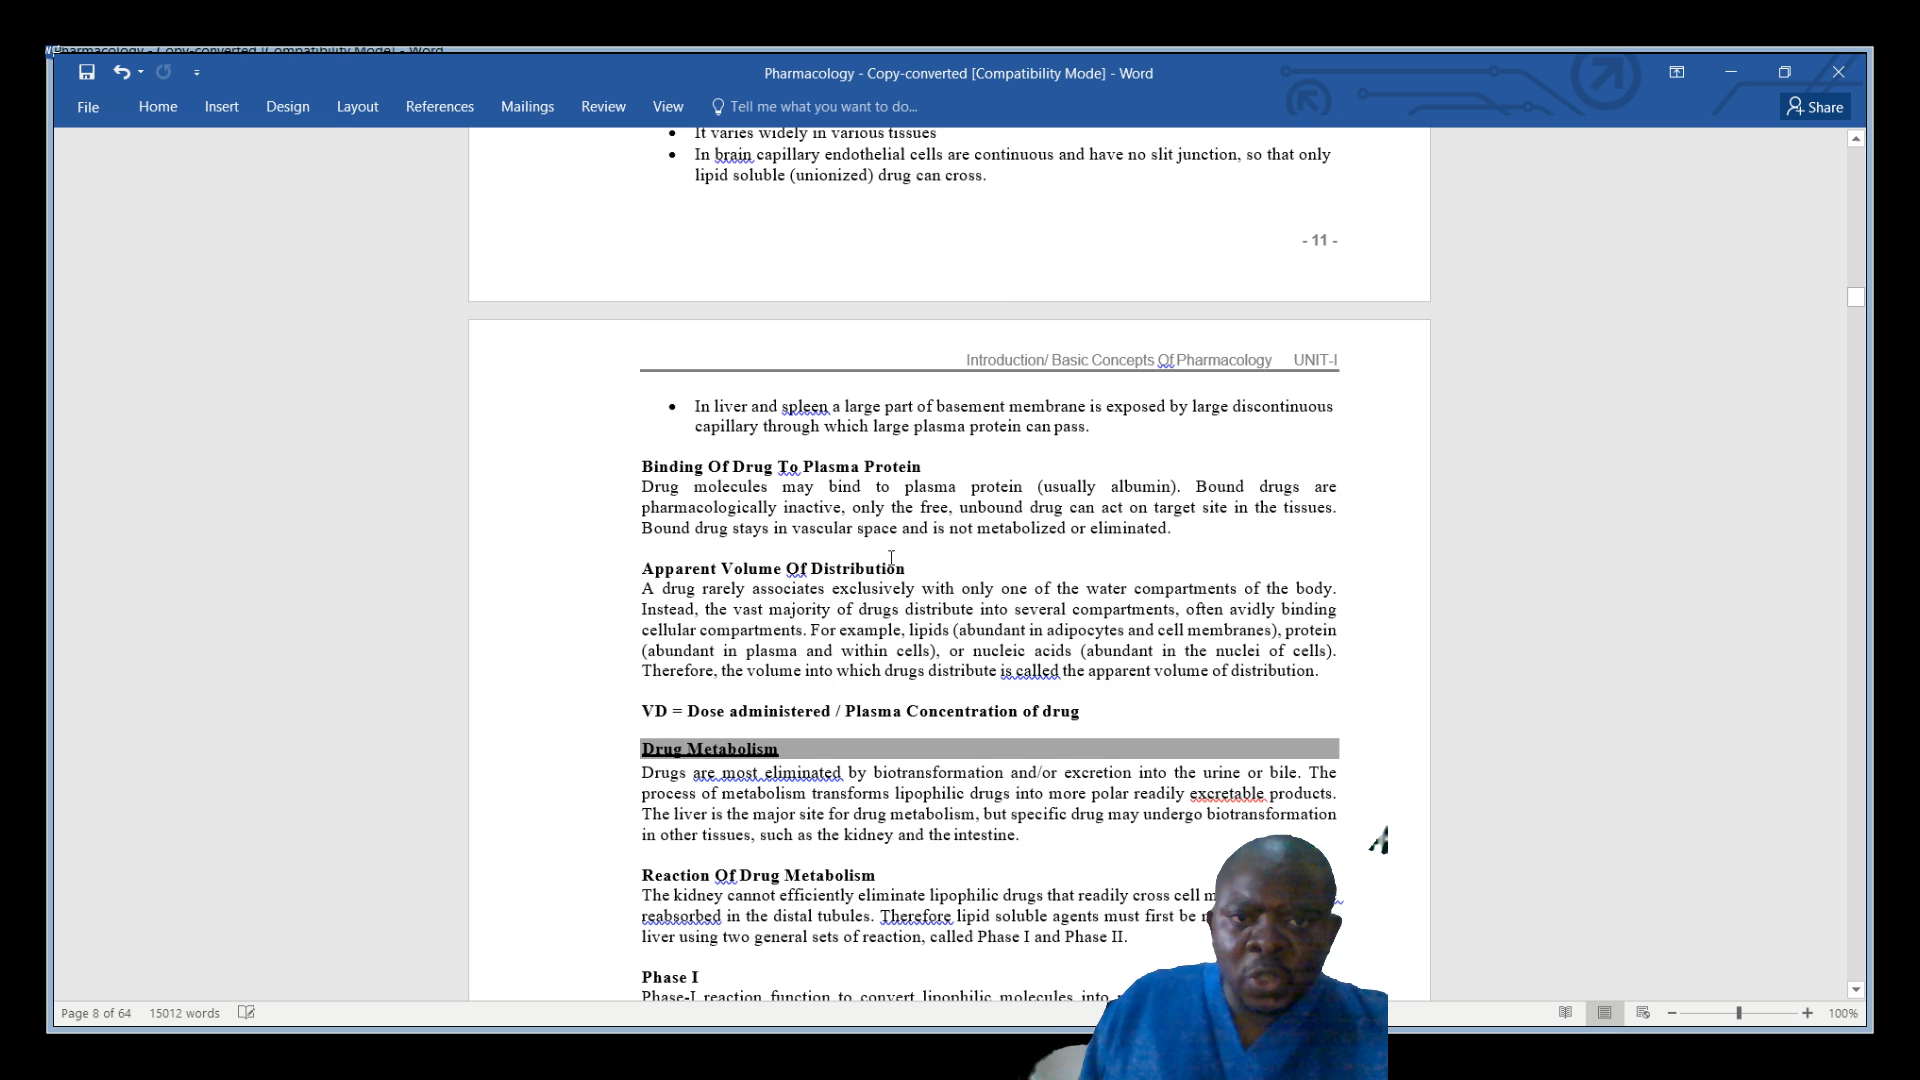 Pharmacology - Copy-converted [Compatibility Mode] - Word
Pharmacology - Copy-converted [Compatibility Mode] - Word
File Home Insert Design Layout References Mailings Review View Tell me what you want to do... Share
It varies widely in various tissues
In brain capillary endothelial cells are continuous and have no slit junction, so that only
lipid soluble (unionized) drug can cross.
- 11 -
Introduction/ Basic Concepts Of Pharmacology UNIT-I
In liver and spleen a large part of basement membrane is exposed by large discontinuous
capillary through which large plasma protein can pass.
Binding Of Drug To Plasma Protein
Drug molecules may bind to plasma protein (usually albumin). Bound drugs are
pharmacologically inactive, only the free, unbound drug can act on target site in the tissues.
Bound drug stays in vascular space and is not metabolized or eliminated.
Apparent Volume Of Distribution
A drug rarely associates exclusively with only one of the water compartments of the body.
Instead, the vast majority of drugs distribute into several compartments, often avidly binding
cellular compartments. For example, lipids (abundant in adipocytes and cell membranes), protein
(abundant in plasma and within cells), or nucleic acids (abundant in the nuclei of cells).
Therefore, the volume into which drugs distribute is called the apparent volume of distribution.
VD = Dose administered / Plasma Concentration of drug
Drug Metabolism
Drugs are most eliminated by biotransformation and/or excretion into the urine or bile. The
process of metabolism transforms lipophilic drugs into more polar readily excretable products.
The liver is the major site for drug metabolism, but specific drug may undergo biotransformation
in other tissues, such as the kidney and the intestine.
Reaction Of Drug Metabolism
The kidney cannot efficiently eliminate lipophilic drugs that readily cross cell
reabsorbed in the distal tubules. Therefore lipid soluble agents must first be
liver using two general sets of reaction, called Phase I and Phase II.
Phase I
Phase-I reaction function to convert lipophilic molecules into
Page 8 of 64 15012 words 100%